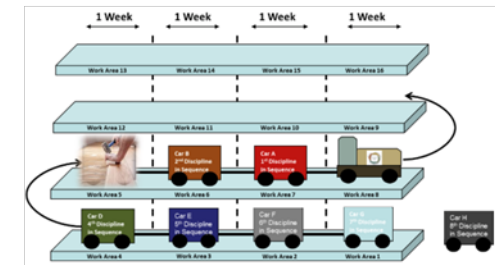 1 Week 1 Week 1 Week 1 Week
Work Area 13 Work Area 14 Work Area 15 Work Area 16
Work Area 12 Work Area 11 Work Area 10 Work Area 9
Car B
2nd Discipline
in Sequence
Car A
1st Discipline
in Sequence
Work Area 5 Work Area 6 Work Area 7 Work Area 8
Car D
4th Discipline
in Sequence
Car E
5th Discipline
in Sequence
Car F
6th Discipline
in Sequence
7th Discipline
in Sequence
Car H
8th Discipline
in Sequence
Work Area 4 Work Area 3 Work Area 2 Work Area 1